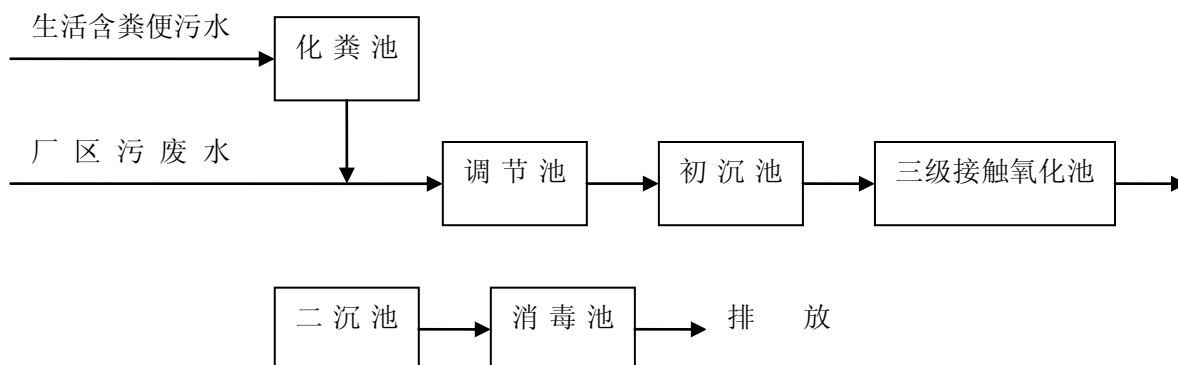 生活含粪便污水
化粪池
厂区污废水
调节池
初沉池
三级接触氧化池
二沉池
消毒池
排放